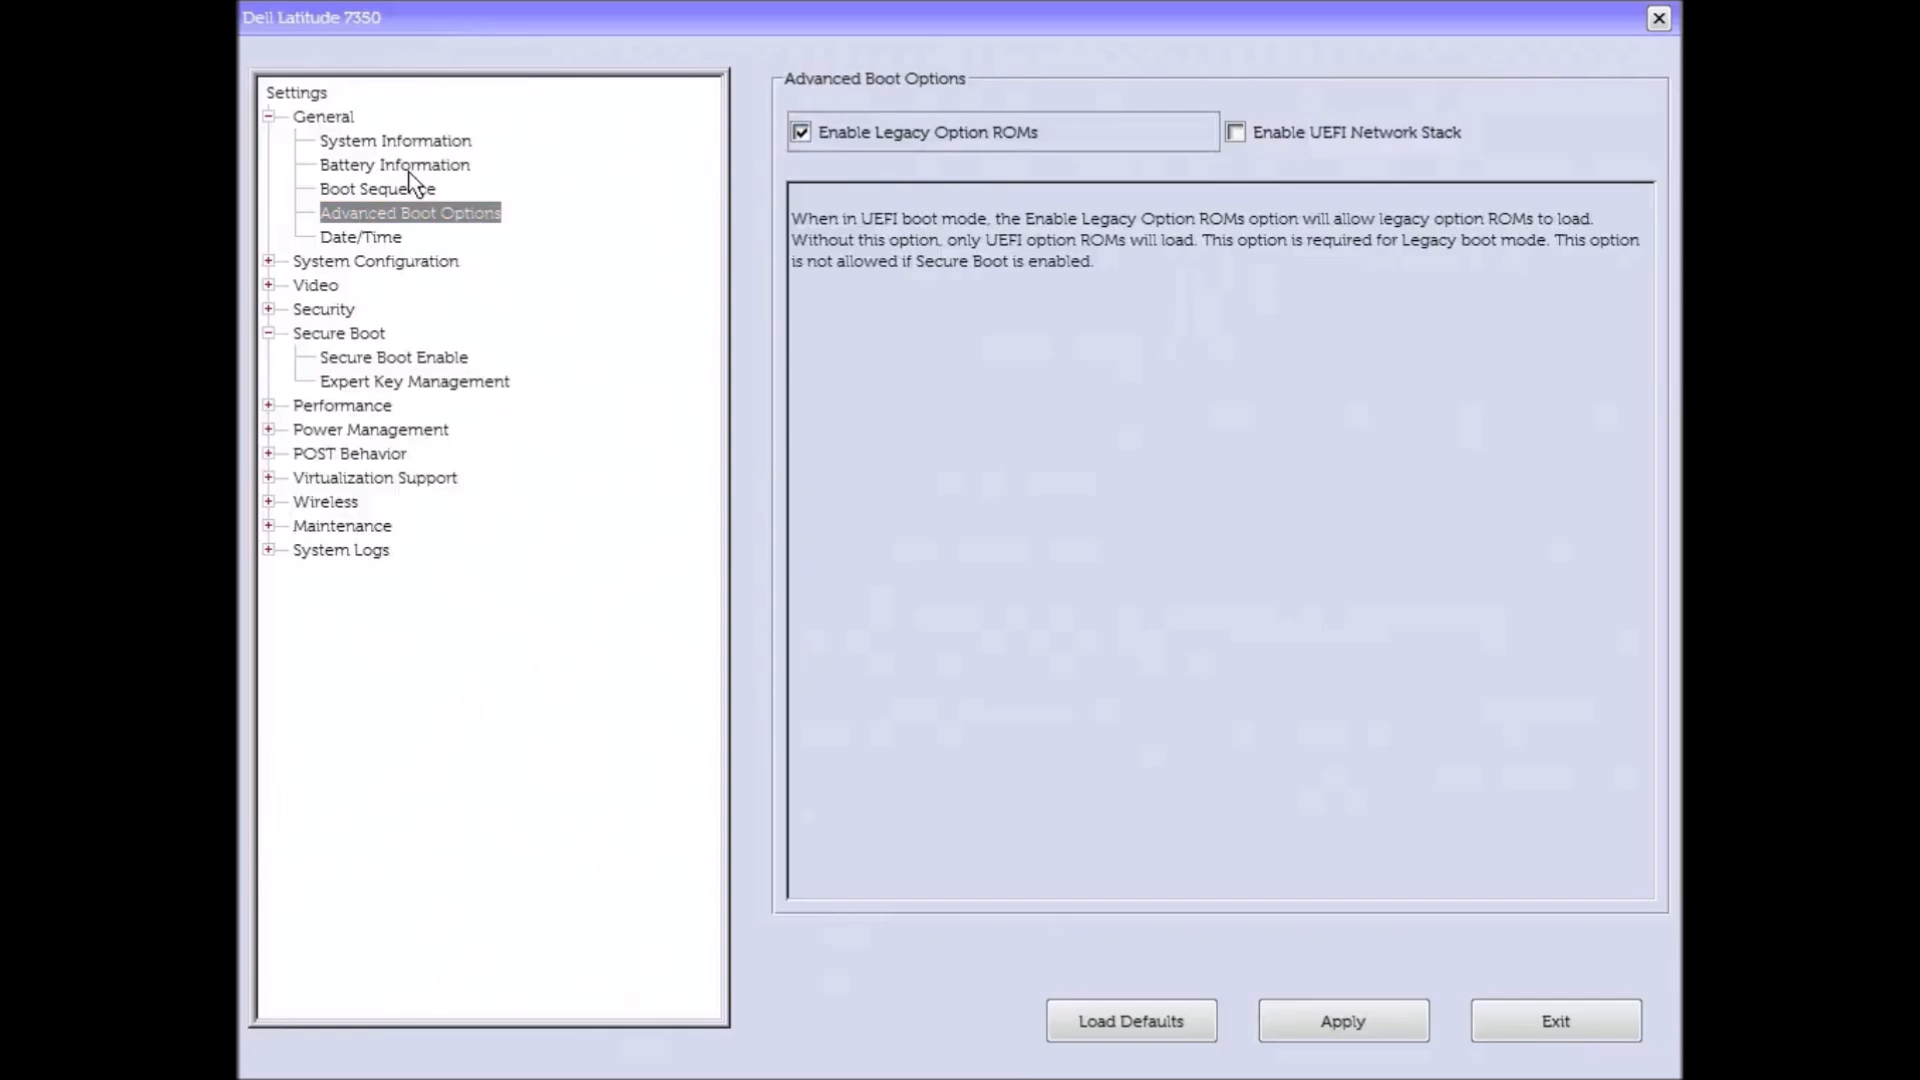 Dell Latitude 7350
Settings
General
System Information
Battery Information
Boot Sequence
Advanced Boot Options
Date/Time
System Configuration
Video
Security
Secure Boot
Secure Boot Enable
Expert Key Management
Performance
Power Management
POST Behavior
Virtualization Support
Wireless
Maintenance
System Logs
Advanced Boot Options
Enable Legacy Option ROMs
Enable UEFI Network Stack
When in UEFI boot mode, the Enable Legacy Option ROMs option will allow legacy option ROMs to load.
Without this option, only UEFI option ROMs will load. This option is required for Legacy boot mode. This option
is not allowed if Secure Boot is enabled.
Load Defaults
Apply
Exit